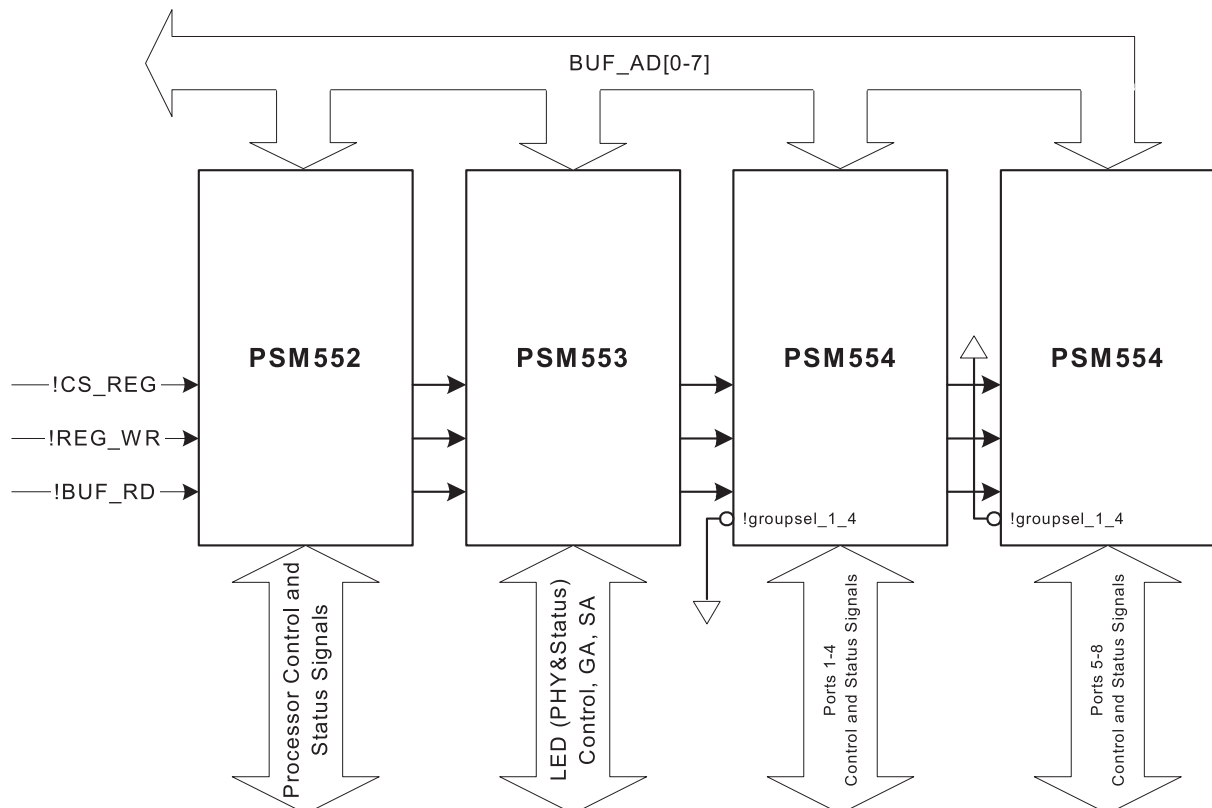 BUF_AD[0-7]
PSM552
PSM553
PSM554
PSM554
!CS_REG
!REG_WR
!BUF_RD
!groupsel_1_4
!groupsel_1_4
Processor Control and
Status Signals
LED (PHY&Status)
Control, GA, SA
Ports 1-4
Control and Status Signals
Ports 5-8
Control and Status Signals